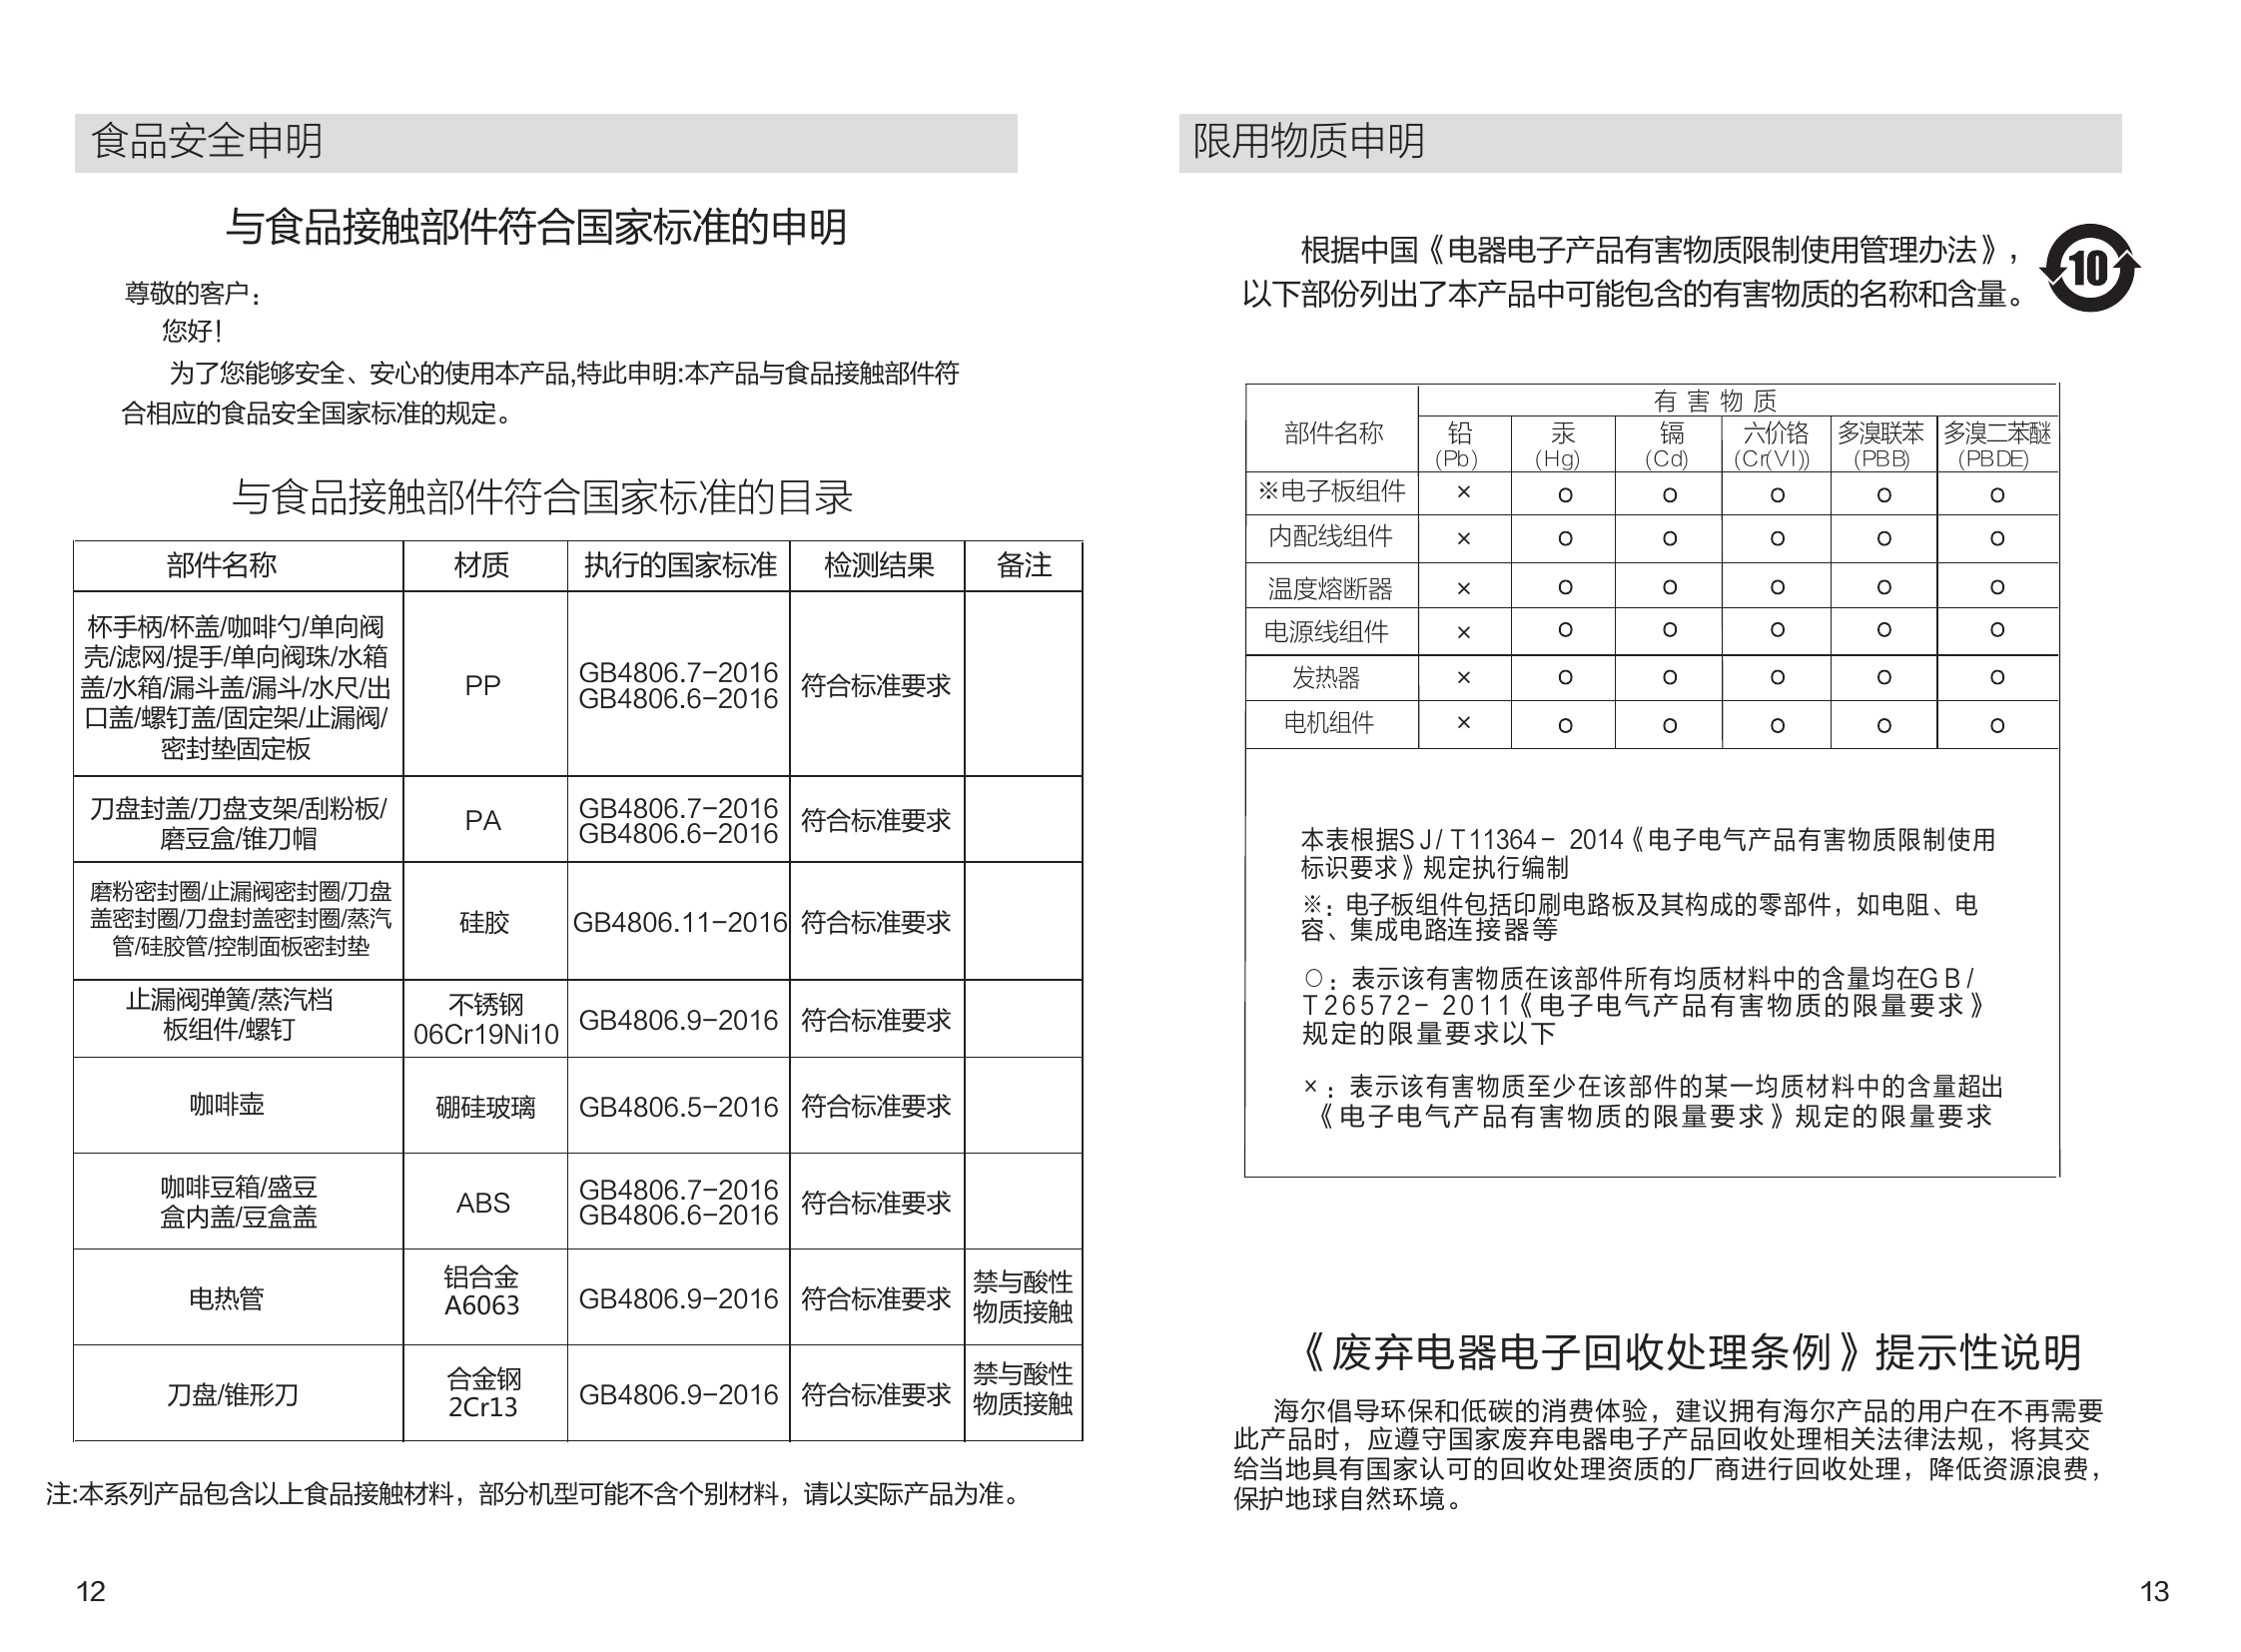 食品安全申明
与食品接触部件符合国家标准的申明
尊敬的客户：
您好！
为了您能够安全、安心的使用本产品,特此申明:本产品与食品接触部件符
合相应的食品安全国家标准的规定。
与食品接触部件符合国家标准的目录
部件名称 材质 执行的国家标准 检测结果 备注
杯手柄/杯盖/咖啡勺/单向阀
壳/滤网/提手/单向阀珠/水箱
盖/水箱/漏斗盖/漏斗/水尺/出
口盖/螺钉盖/固定架/止漏阀/
密封垫固定板
PP
GB4806.7-2016
GB4806.6-2016
符合标准要求
刀盘封盖/刀盘支架/刮粉板/
磨豆盒/锥刀帽
PA
GB4806.7-2016
GB4806.6-2016
符合标准要求
磨粉密封圈/止漏阀密封圈/刀盘
盖密封圈/刀盘封盖密封圈/蒸汽
管/硅胶管/控制面板密封垫
硅胶
GB4806.11-2016
符合标准要求
止漏阀弹簧/蒸汽档
板组件/螺钉
不锈钢
06Cr19Ni10
GB4806.9-2016
符合标准要求
咖啡壶
硼硅玻璃
GB4806.5-2016
符合标准要求
咖啡豆箱/盛豆
盒内盖/豆盒盖
ABS
GB4806.7-2016
GB4806.6-2016
符合标准要求
电热管
铝合金
A6063
GB4806.9-2016
符合标准要求
禁与酸性
物质接触
刀盘/锥形刀
合金钢
2Cr13
GB4806.9-2016
符合标准要求
禁与酸性
物质接触
注:本系列产品包含以上食品接触材料，部分机型可能不含个别材料，请以实际产品为准。
12
限用物质申明
根据中国《电器电子产品有害物质限制使用管理办法》，
以下部份列出了本产品中可能包含的有害物质的名称和含量。
10
部件名称
有害物质
铅 汞 镉 六价铬 多溴联苯 多溴二苯醚
(Pb) (Hg) (Cd) (Cr(VI)) (PBB) (PBDE)
※电子板组件 × o o o o o
内配线组件 × o o o o o
温度熔断器 × o o o o o
电源线组件 × o o o o o
发热器 × o o o o o
电机组件 × o o o o o
本表根据SJ/T11364-2014《电子电气产品有害物质限制使用
标识要求》规定执行编制
※：电子板组件包括印刷电路板及其构成的零部件，如电阻、电
容、集成电路连接器等
○：表示该有害物质在该部件所有均质材料中的含量均在GB/
T26572-2011《电子电气产品有害物质的限量要求》
规定的限量要求以下
×：表示该有害物质至少在该部件的某一均质材料中的含量超出
《电子电气产品有害物质的限量要求》规定的限量要求
《废弃电器电子回收处理条例》提示性说明
海尔倡导环保和低碳的消费体验，建议拥有海尔产品的用户在不再需要
此产品时，应遵守国家废弃电器电子产品回收处理相关法律法规，将其交
给当地具有国家认可的回收处理资质的厂商进行回收处理，降低资源浪费，
保护地球自然环境。
13